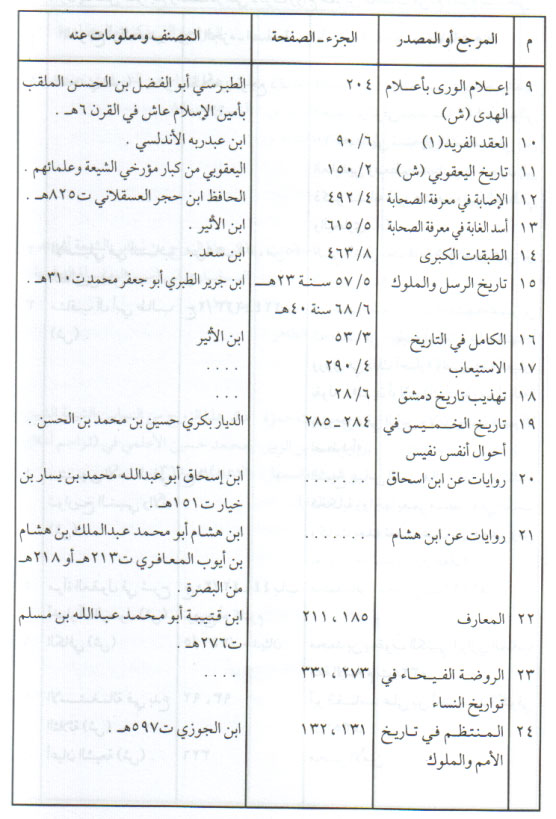 م المرجع أو المصدر الجزء ـ الصفحة المصنف ومعلومات عنه
٩ إعلام الورى بأعلام ٢٠٤ الطبرسي أبو الفضل بن الحسن الملقب
الهدى (ش) بأمين الإسلام عاش في القرن ٦هـ .
١٠ العقد الفريد(١) ٩٠/٦ ابن عبدربه الأندلسي .
١١ تاريخ اليعقوبي (ش) ١٥٠/٢ اليعقوبي من كبار مؤرخي الشيعة وعلمائهم .
١٢ الإصابة في معرفة الصحابة ٤٩٢/٤ الحافظ ابن حجر العسقلاني ت٨٢٥هـ .
١٣ أسد الغابة في معرفة الصحابة ٦١٥/٥ ابن الأثير .
١٤ الطبقات الكبرى ٤٦٣/٨ ابن سعد .
١٥ تاريخ الرسل والملوك ٥٧/٥ سنة ٢٣هـ ابن جرير الطبري أبو جعفر محمد ت٣١٠هـ .
٦٨/٦ سنة ٤٠هـ
١٦ الكامل في التاريخ ٥٣/٣ ابن الأثير
١٧ الاستيعاب ٢٩٠/٤ . . . .
١٨ تهذيب تاريخ دمشق ٢٨/٦ . . .
١٩ تاريخ الخميس في ٢٨٤ ـ ٢٨٥ الديار بكري حسين بن محمد بن الحسن .
أحوال أنفس نفيس
٢٠ روايات عن ابن اسحاق . . . . . . . ابن إسحاق أبو عبدالله محمد بن يسار بن
خيار ت١٥١هـ .
٢١ روايات عن ابن هشام . . . . . . . ابن هشام أبو محمد عبدالملك بن هشام
بن أيوب المعافري ت٢١٣هـ أو ٢١٨هـ
من البصرة .
٢٢ المعارف ١٨٥ ، ٢١١ ابن قتيبة أبو محمد عبدالله بن مسلم
ت٢٧٦هـ .
٢٣ الروضة الفيحاء في ٢٧٣ ، ٣٣١ . . . .
تواريخ النساء
٢٤ المنتظم في تاريخ ١٣١ ، ١٣٢ ابن الجوزي ت٥٩٧هـ .
الأمم والملوك